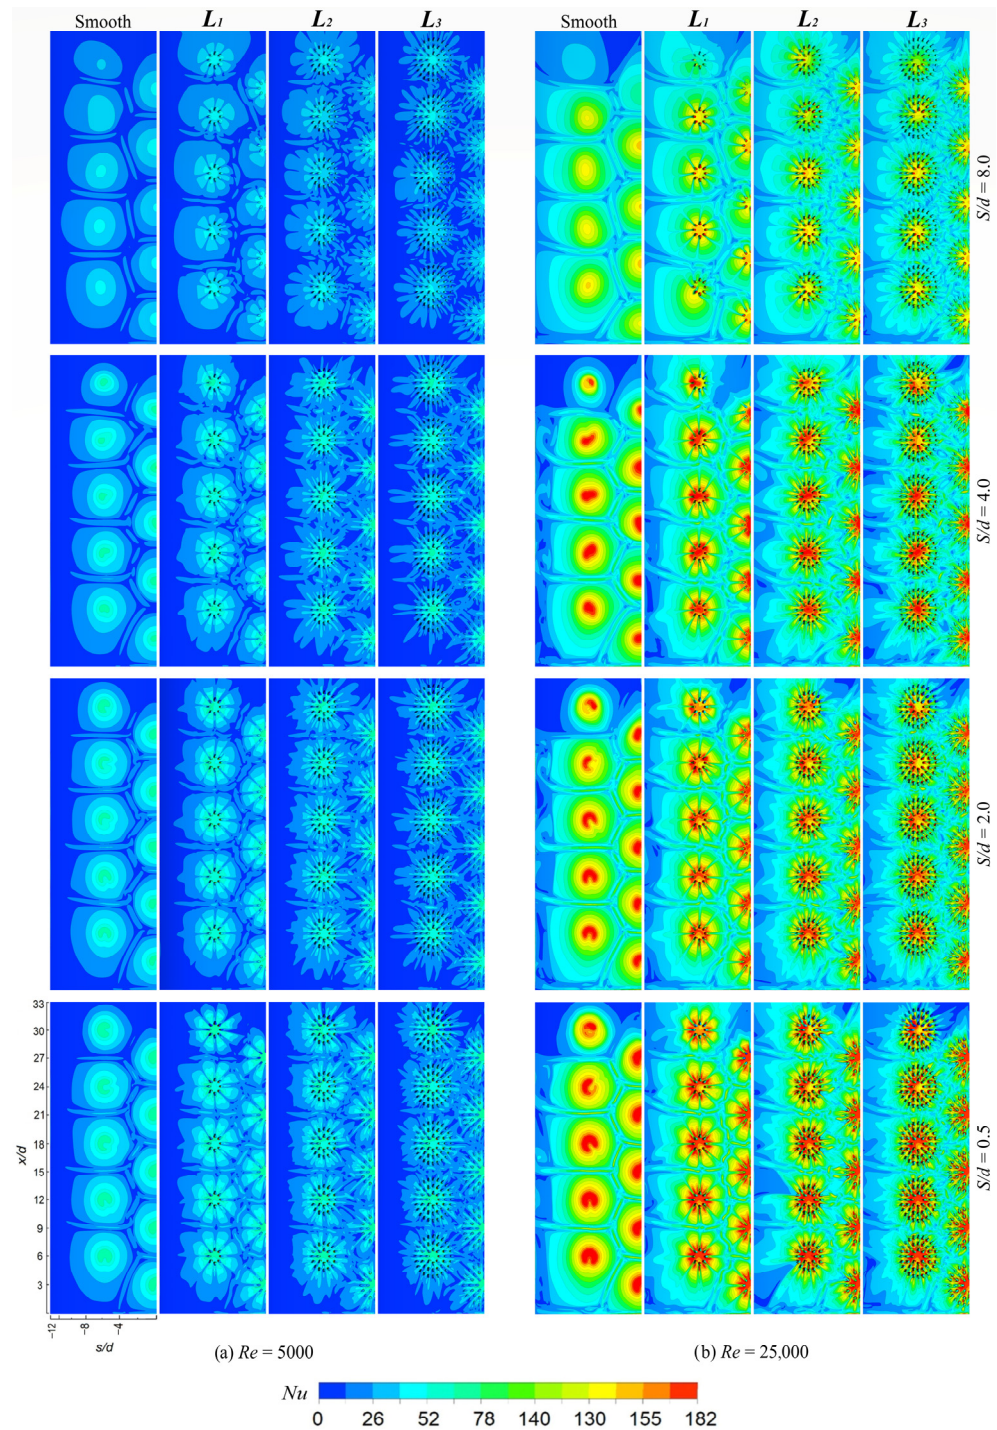 Smooth L1 L2 L3 Smooth L1 L2 L3
S/d = 8.0
S/d = 4.0
S/d = 2.0
S/d = 0.5
33
30
27
24
21
18
15
12
9
6
3
x/d
−12 −8 −4
s/d
(a) Re = 5000 (b) Re = 25,000
Nu
0 26 52 78 140 130 155 182